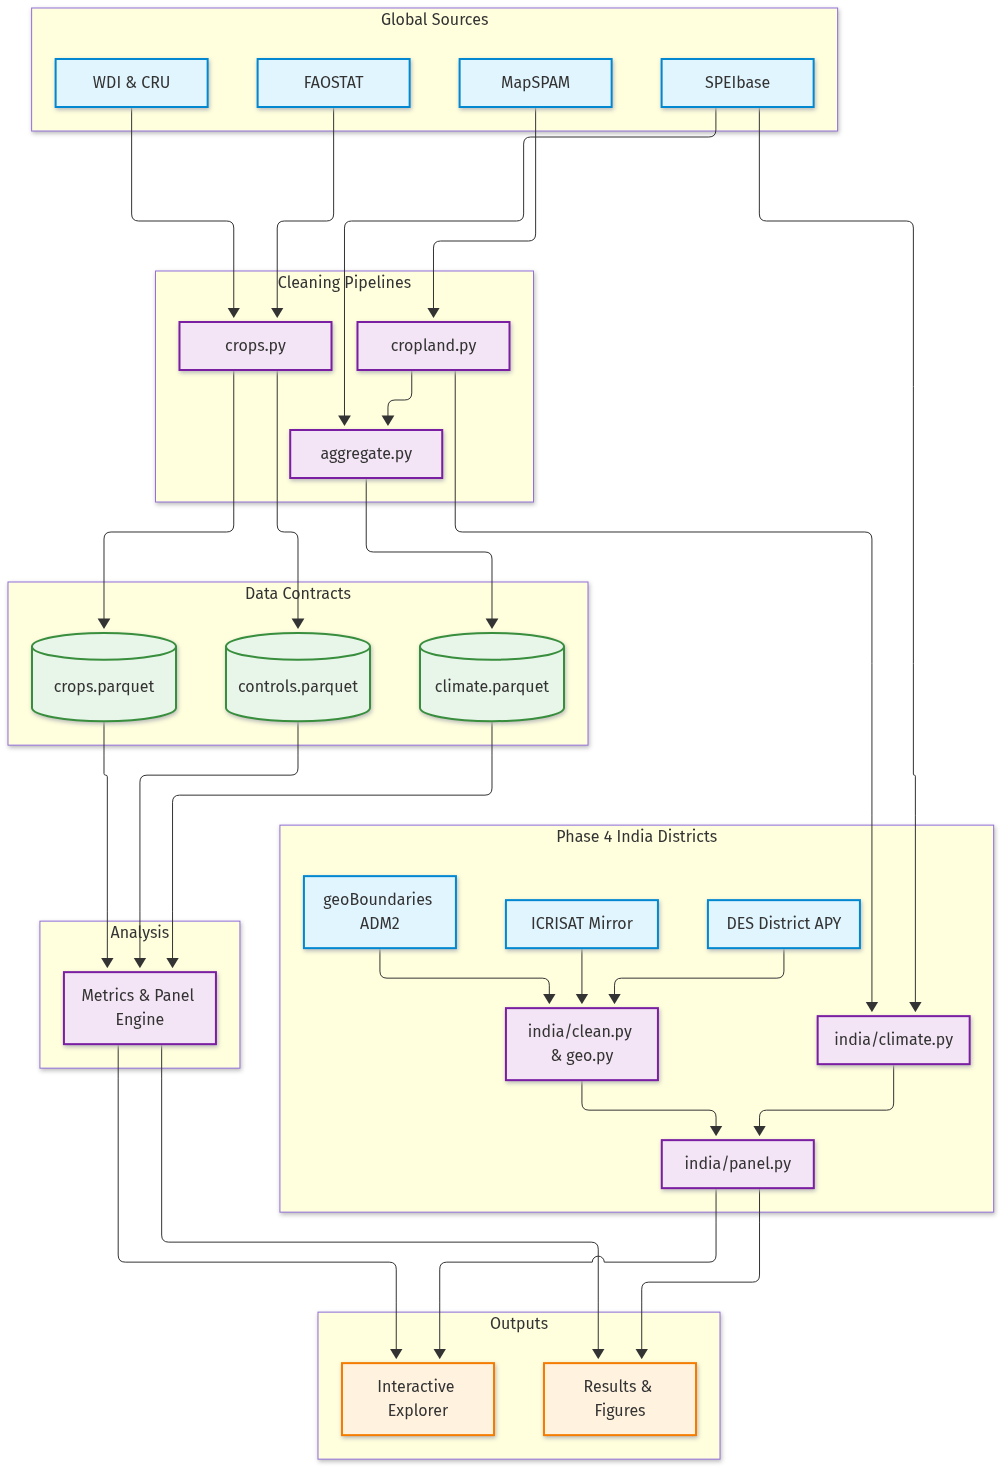 Global Sources
WDI & CRU
FAOSTAT
MapSPAM
SPEIbase
Cleaning Pipelines
crops.py
cropland.py
aggregate.py
Data Contracts
crops.parquet
controls.parquet
climate.parquet
Phase 4 India Districts
geoBoundaries
ADM2
ICRISAT Mirror
DES District APY
Analysis
Metrics & Panel
Engine
india/clean.py
& geo.py
india/climate.py
india/panel.py
Outputs
Interactive
Explorer
Results &
Figures